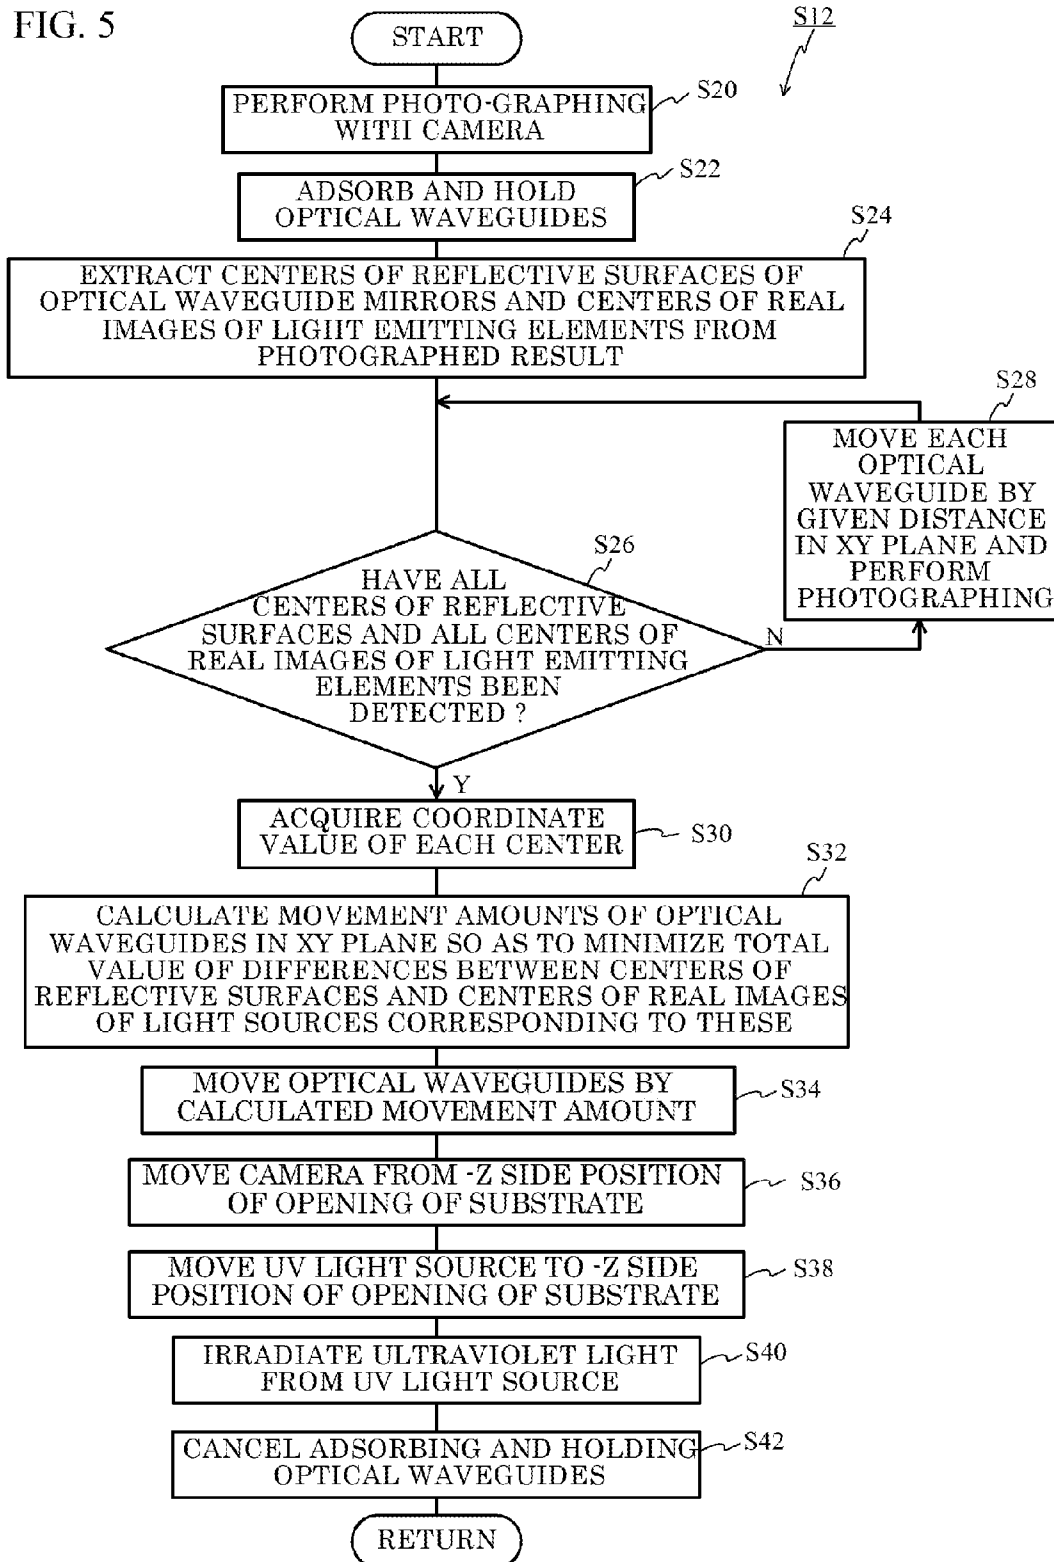 FIG. 5
S12
START
S20
PERFORM PHOTO-GRAPHING
WITII CAMERA
S22
ADSORB AND HOLD
OPTICAL WAVEGUIDES
S24
EXTRACT CENTERS OF REFLECTIVE SURFACES OF
OPTICAL WAVEGUIDE MIRRORS AND CENTERS OF REAL
IMAGES OF LIGIIT EMITTING ELEMENTS FROM
PHOTOGRAPHED RESULT
S28
MOVE EACH
OPTICAL
WAVEGUIDE BY
GIVEN DISTANCE
IN XY PLANE AND
PERFORM
PHOTOGRAPHING
S26
HAVE ALL
CENTERS OF REFLECTIVE
SURFACES AND ALL CENTERS OF
REAL IMAGES OF LIGHT EMITTING
ELEMENTS BEEN
DETECTED ?
N
Y
ACQUIRE COORDINATE
VALUE OF EACH CENTER
S30
S32
CALCULATE MOVEMENT AMOUNTS OF OPTICAL
WAVEGUIDES IN XY PLANE SO AS TO MINIMIZE TOTAL
VALUE OF DIFFERENCES BETWEEN CENTERS OF
REFLECTIVE SURFACES AND CENTERS OF REAL IMAGES
OF LIGHT SOURCES CORRESPONDING TO THESE
MOVE OPTICAL WAVEGUIDES BY
CALCULATED MOVEMENT AMOUNT
S34
MOVE CAMERA FROM -Z SIDE POSITION
OF OPENING OF SUBSTRATE
S36
MOVE UV LIGHT SOURCE TO -Z SIDE
POSITION OF OPENING OF SUBSTRATE
S38
IRRADIATE ULTRAVIOLET LIGHT
FROM UV LIGHT SOURCE
S40
CANCEL ADSORBING AND HOLDING
OPTICAL WAVEGUIDES
S42
RETURN